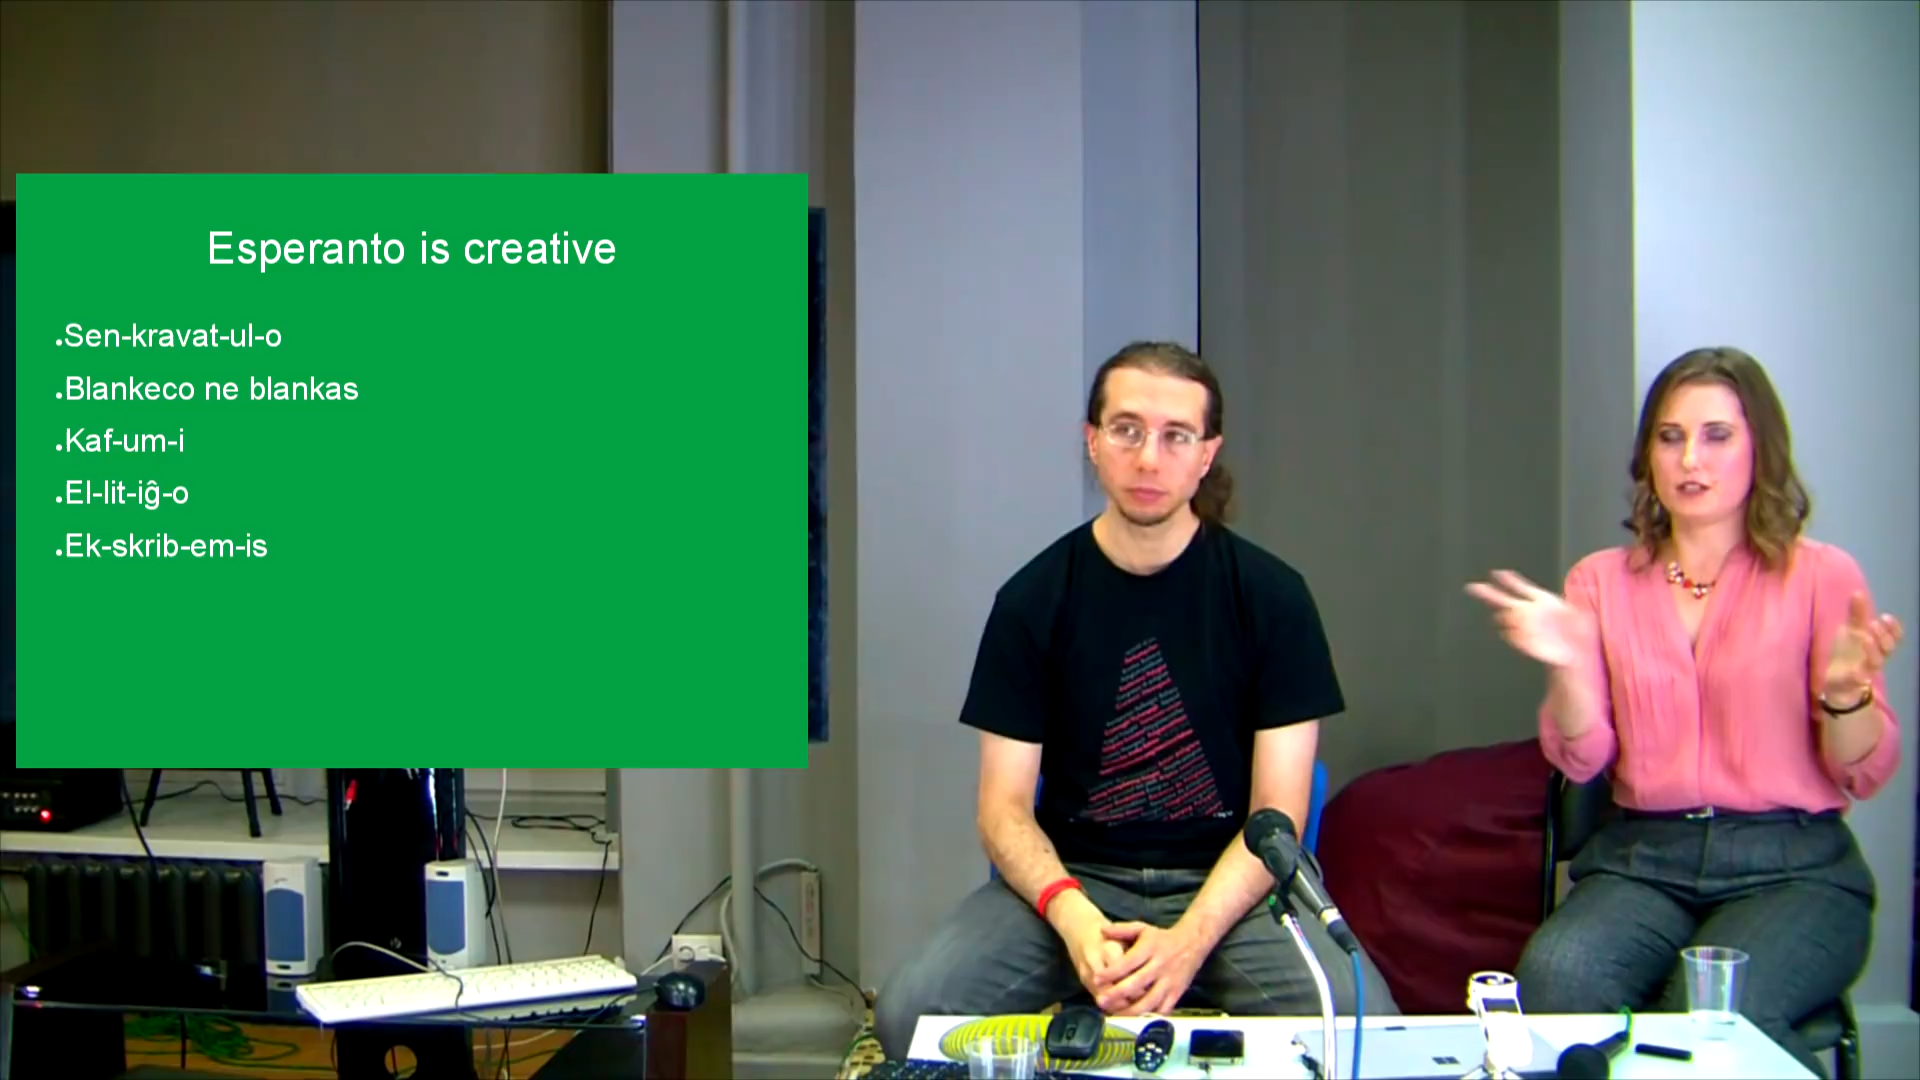 Esperanto is creative
.Sen-kravat-ul-o
.Blankeco ne blankas
.Kaf-um-i
.El-lit-iĝ-o
.Ek-skrib-em-is